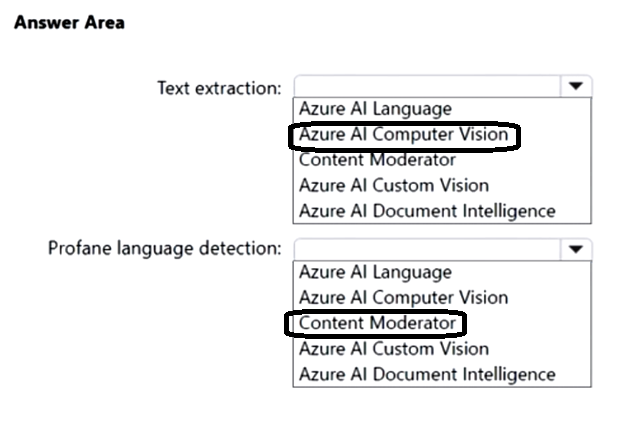 Answer Area
Text extraction:
Azure AI Language
Azure AI Computer Vision
Content Moderator
Azure AI Custom Vision
Azure AI Document Intelligence
Profane language detection:
Azure AI Language
Azure AI Computer Vision
Content Moderator
Azure AI Custom Vision
Azure AI Document Intelligence